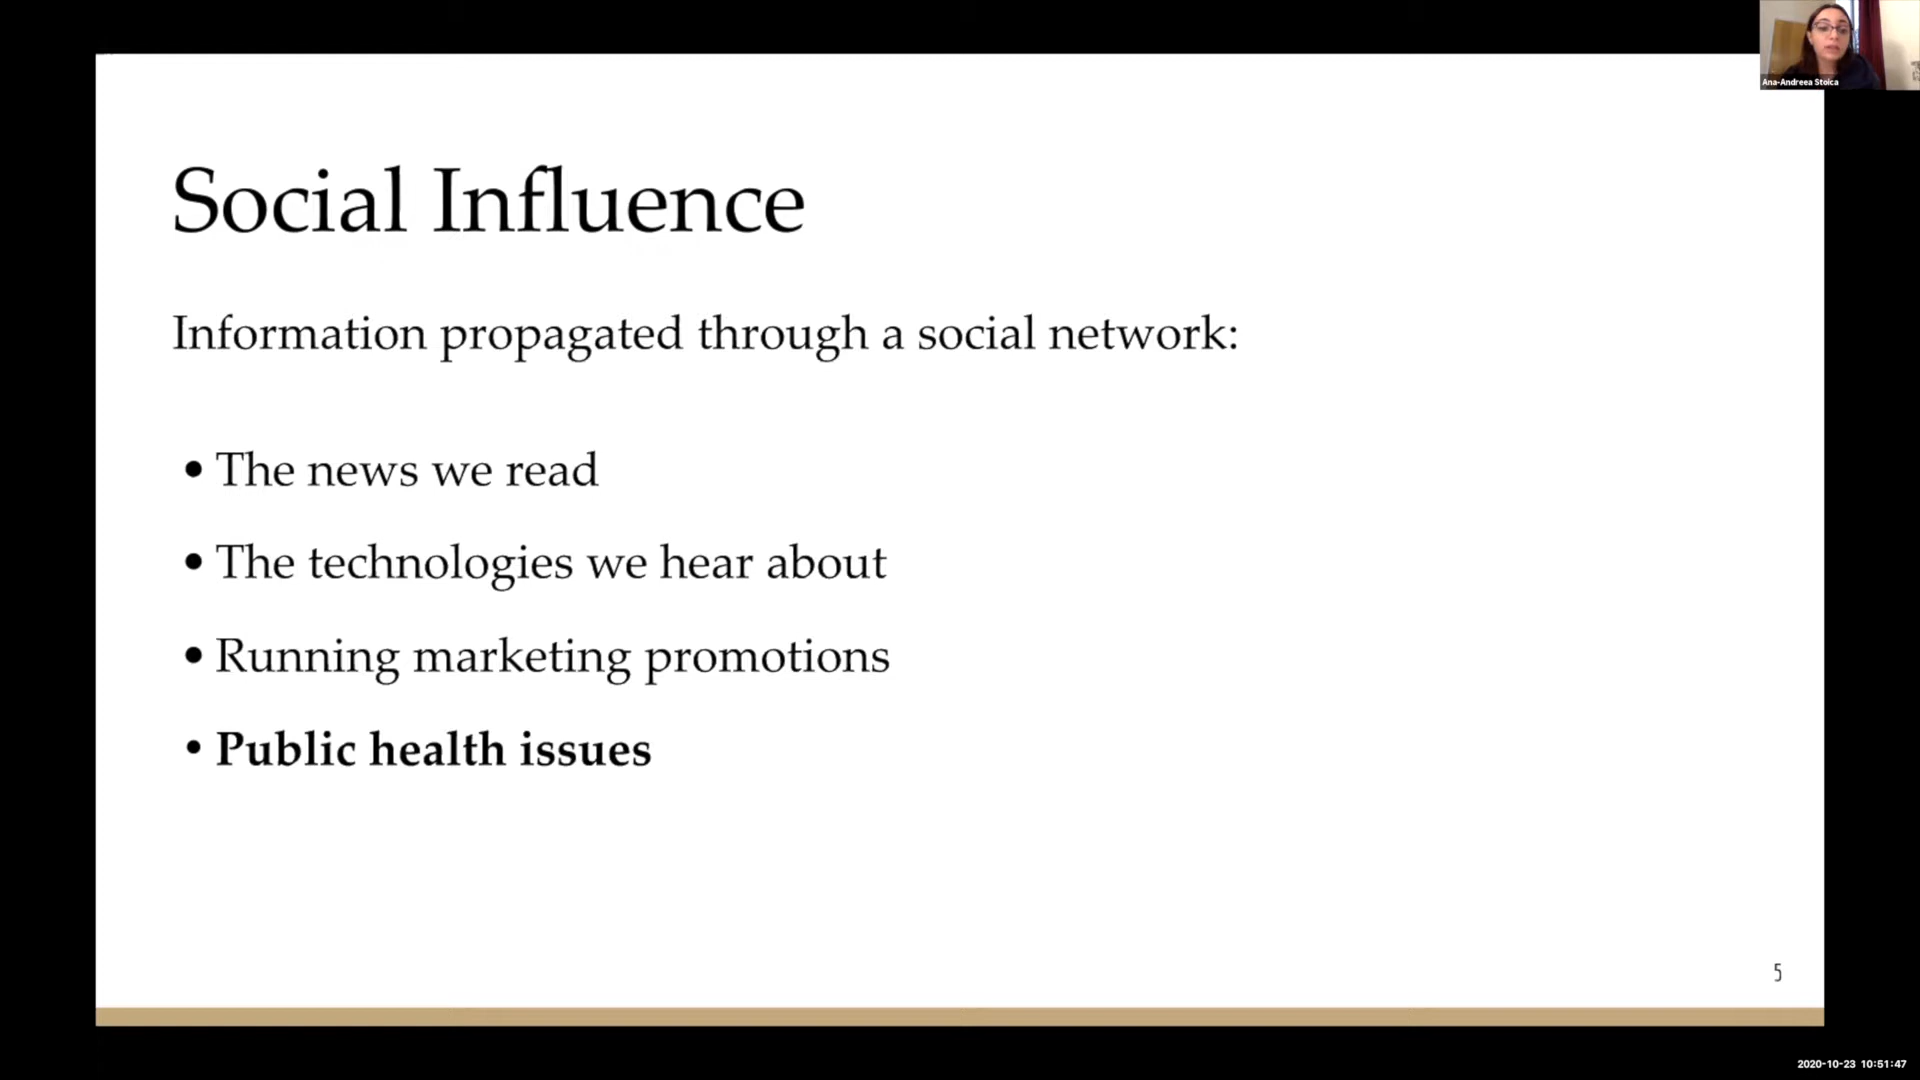 Ana-Andreea Stoica
Social Influence
Information propagated through a social network:
• The news we read
• The technologies we hear about
• Running marketing promotions
• Public health issues
5
2020-10-23 10:51:47